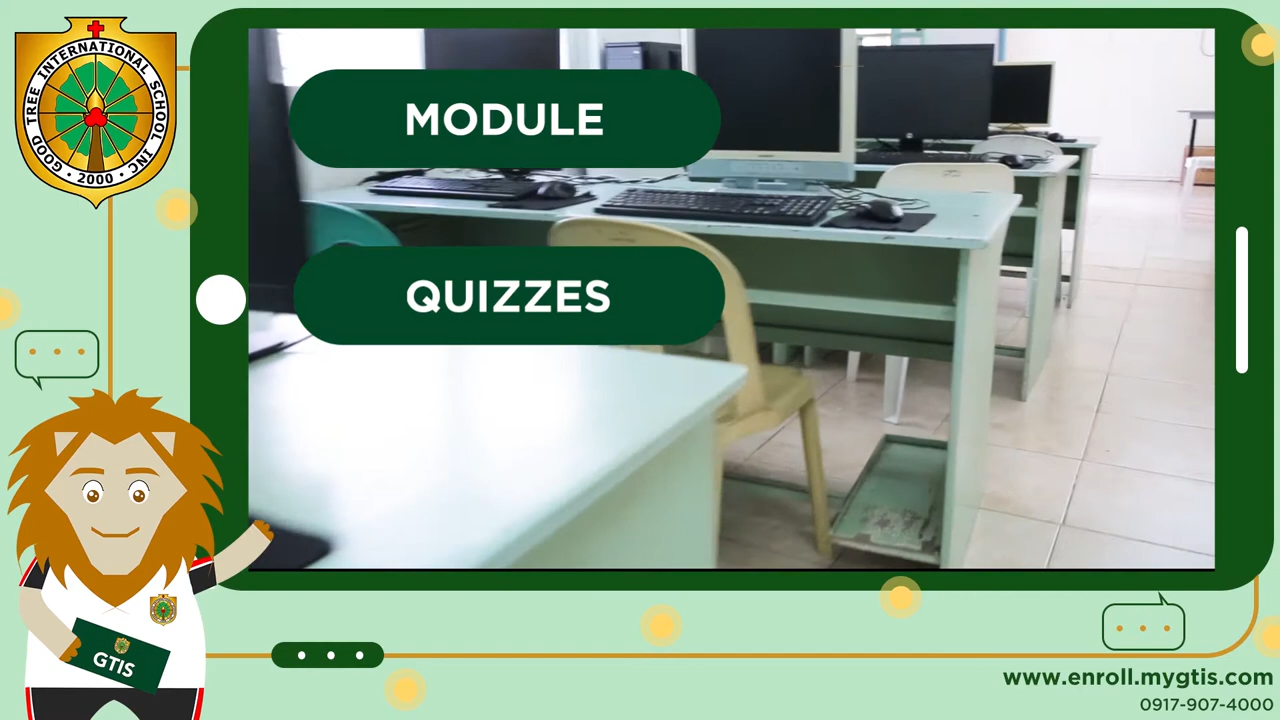 GOOD TREE INTERNATIONAL SCHOOL INC.
· 2000 ·
MODULE
QUIZZES
GTIS
www.enroll.mygtis.com
0917-907-4000